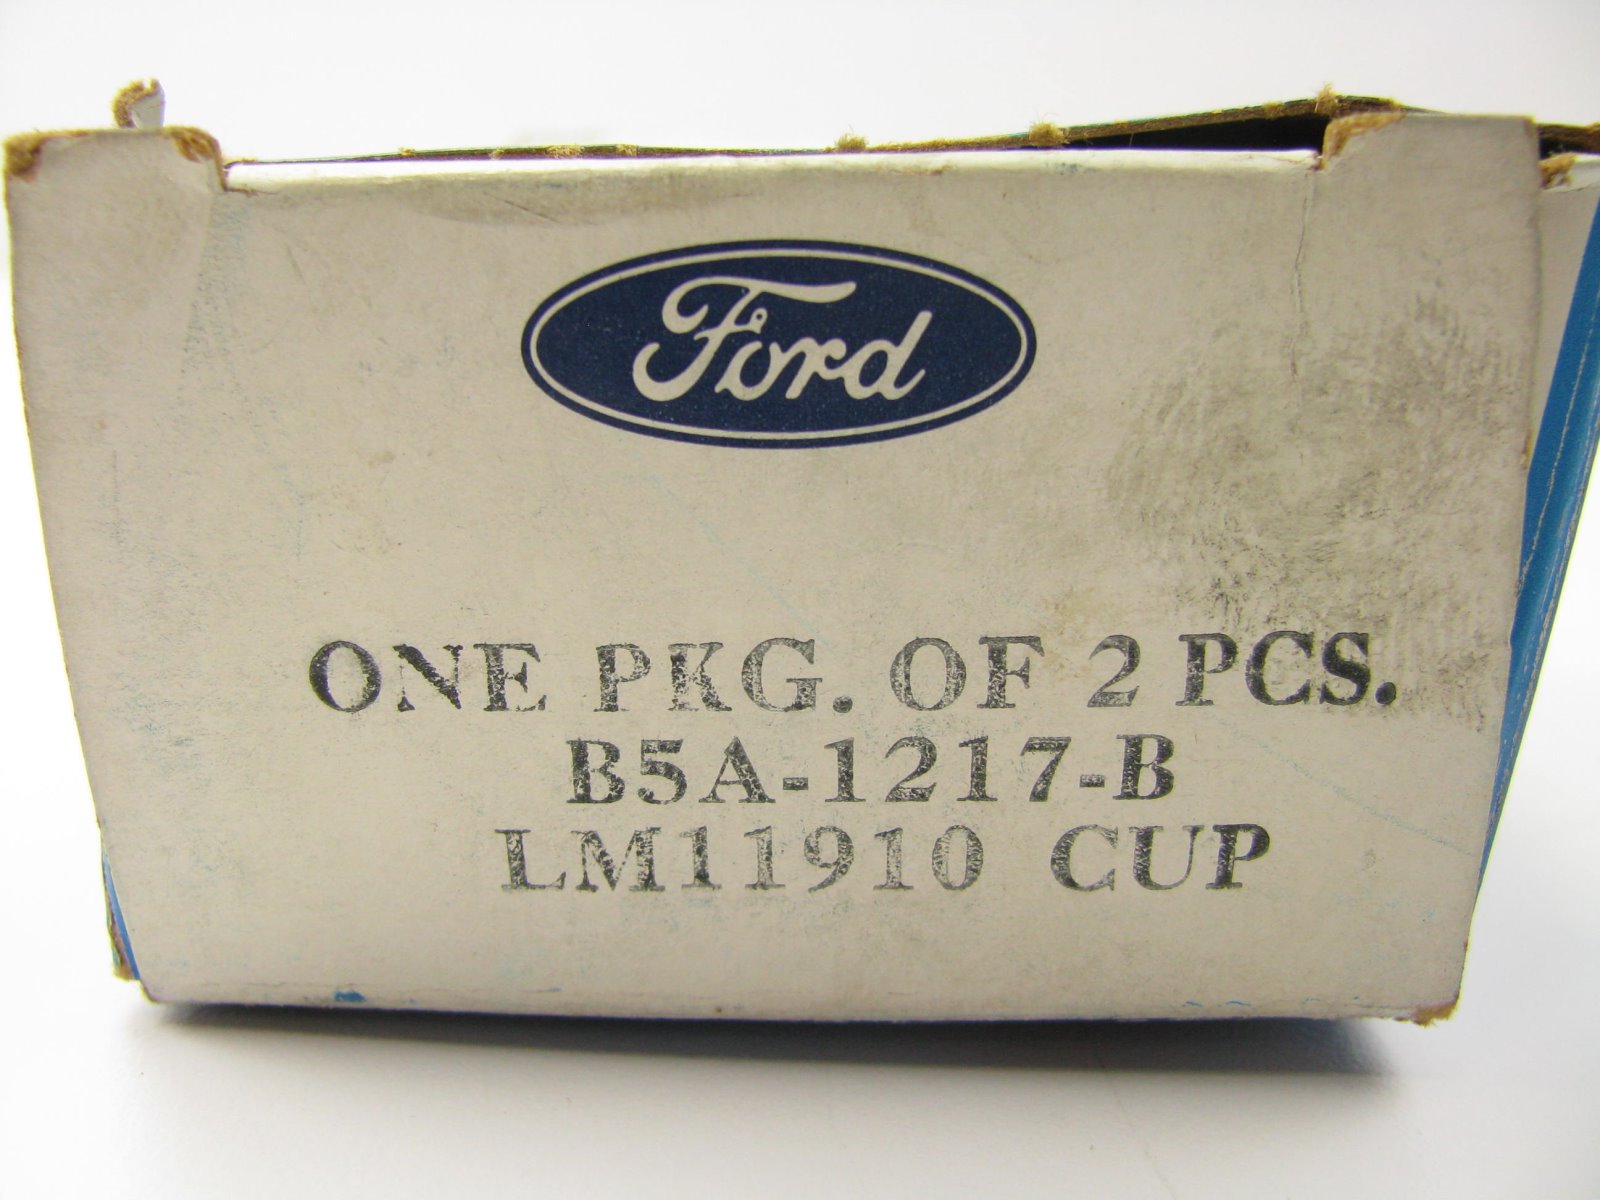 Ford
ONE PKG. OF 2 PCS.
B5A-1217-B
LM11910 CUP